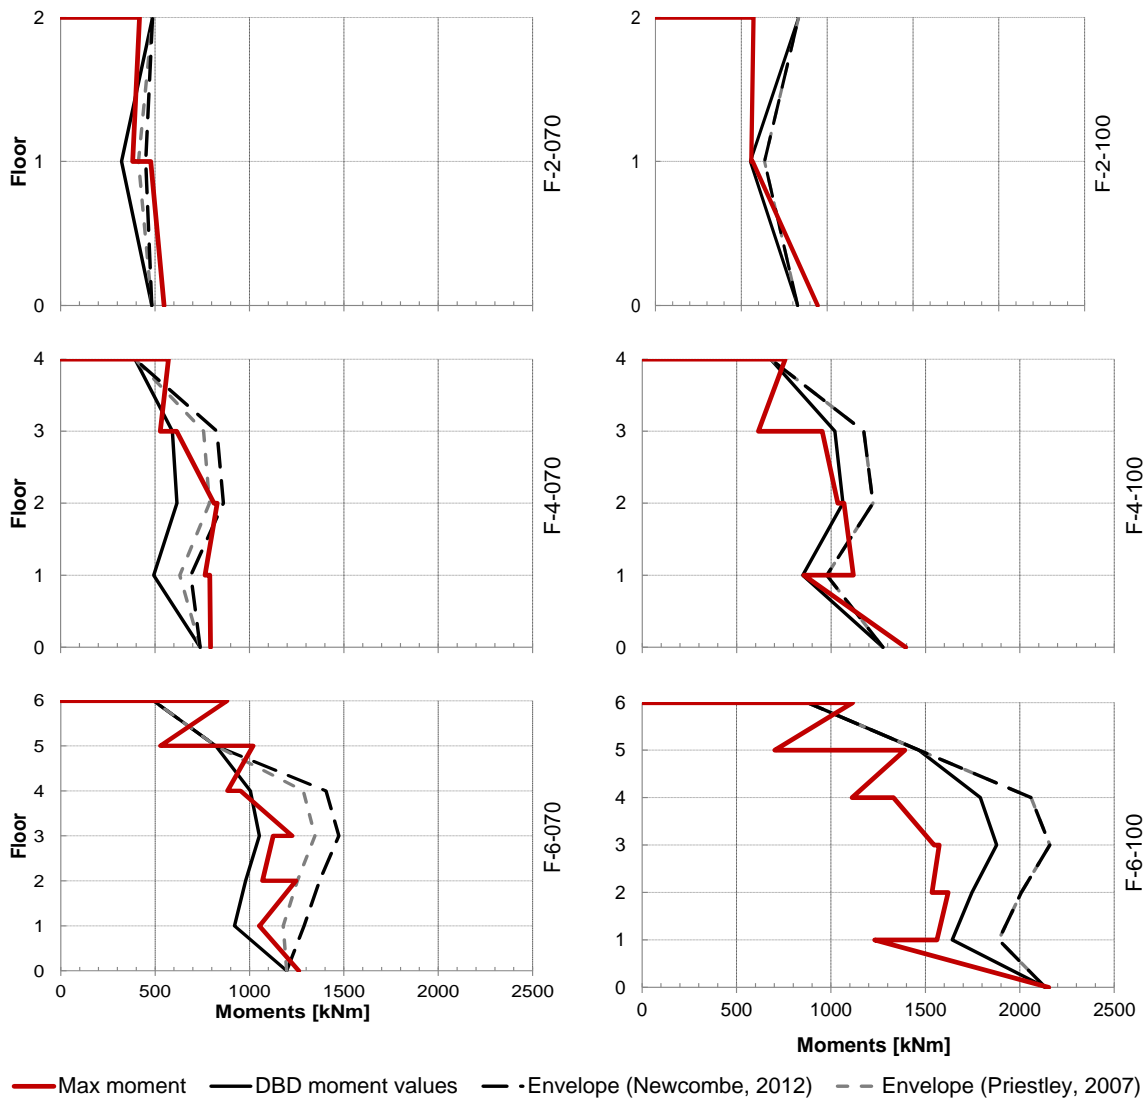 2
1
0
Floor
F-2-070
2
1
0
F-2-100
4
3
2
1
0
Floor
F-4-070
4
3
2
1
0
F-4-100
6
5
4
3
2
1
0
Floor
F-6-070
0 500 1000 1500 2000 2500
Moments [kNm]
6
5
4
3
2
1
0
F-6-100
0 500 1000 1500 2000 2500
Moments [kNm]
Max moment DBD moment values Envelope (Newcombe, 2012) Envelope (Priestley, 2007)